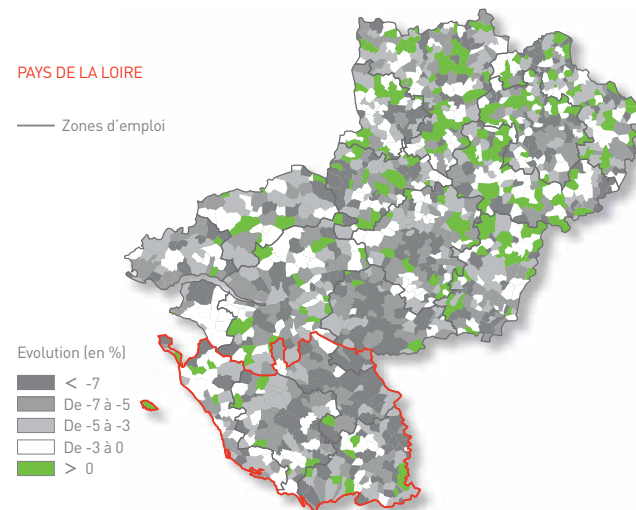 PAYS DE LA LOIRE
Zones d'emploi
Evolution (en %)
< -7
De -7 à -5
De -5 à -3
De -3 à 0
> 0